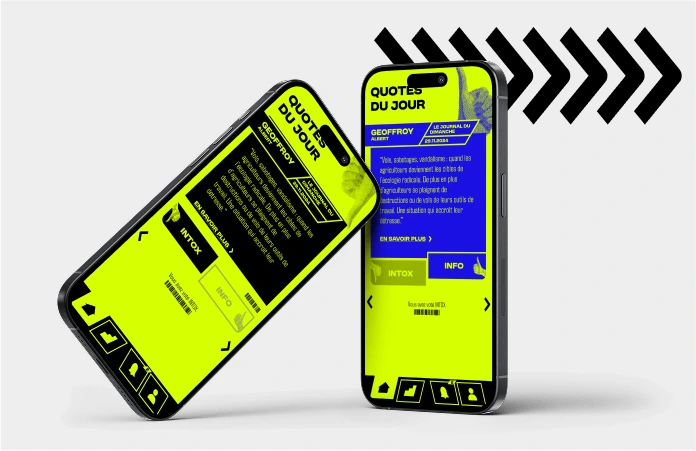 QUOTES
DU JOUR
GEOFFROY
ALBERT
LE JOURNAL DU
DIMANCHE
29.11.2024
"Vols, sabotages, vandalisme : quand les
agriculteurs deviennent les cibles de
l'écologie radicale. De plus en plus
d'agriculteurs se plaignent de
destructions ou de vols de leurs outils de
travail. Une situation qui accroit leur
détresse."
EN SAVOIR PLUS
INTOX
INFO
Vous avez voté INTOX.
QUOTES
DU JOUR
GEOFFROY
ALBERT
LE JOURNAL DU
DIMANCHE
29.11.2024
"Vols, sabotages, vandalisme : quand les
agriculteurs deviennent les cibles de
l'écologie radicale. De plus en plus
d'agriculteurs se plaignent de
destructions ou de vols de leurs outils de
travail. Une situation qui accroit leur
détresse."
EN SAVOIR PLUS
INTOX
INFO
Vous avez voté INTOX.